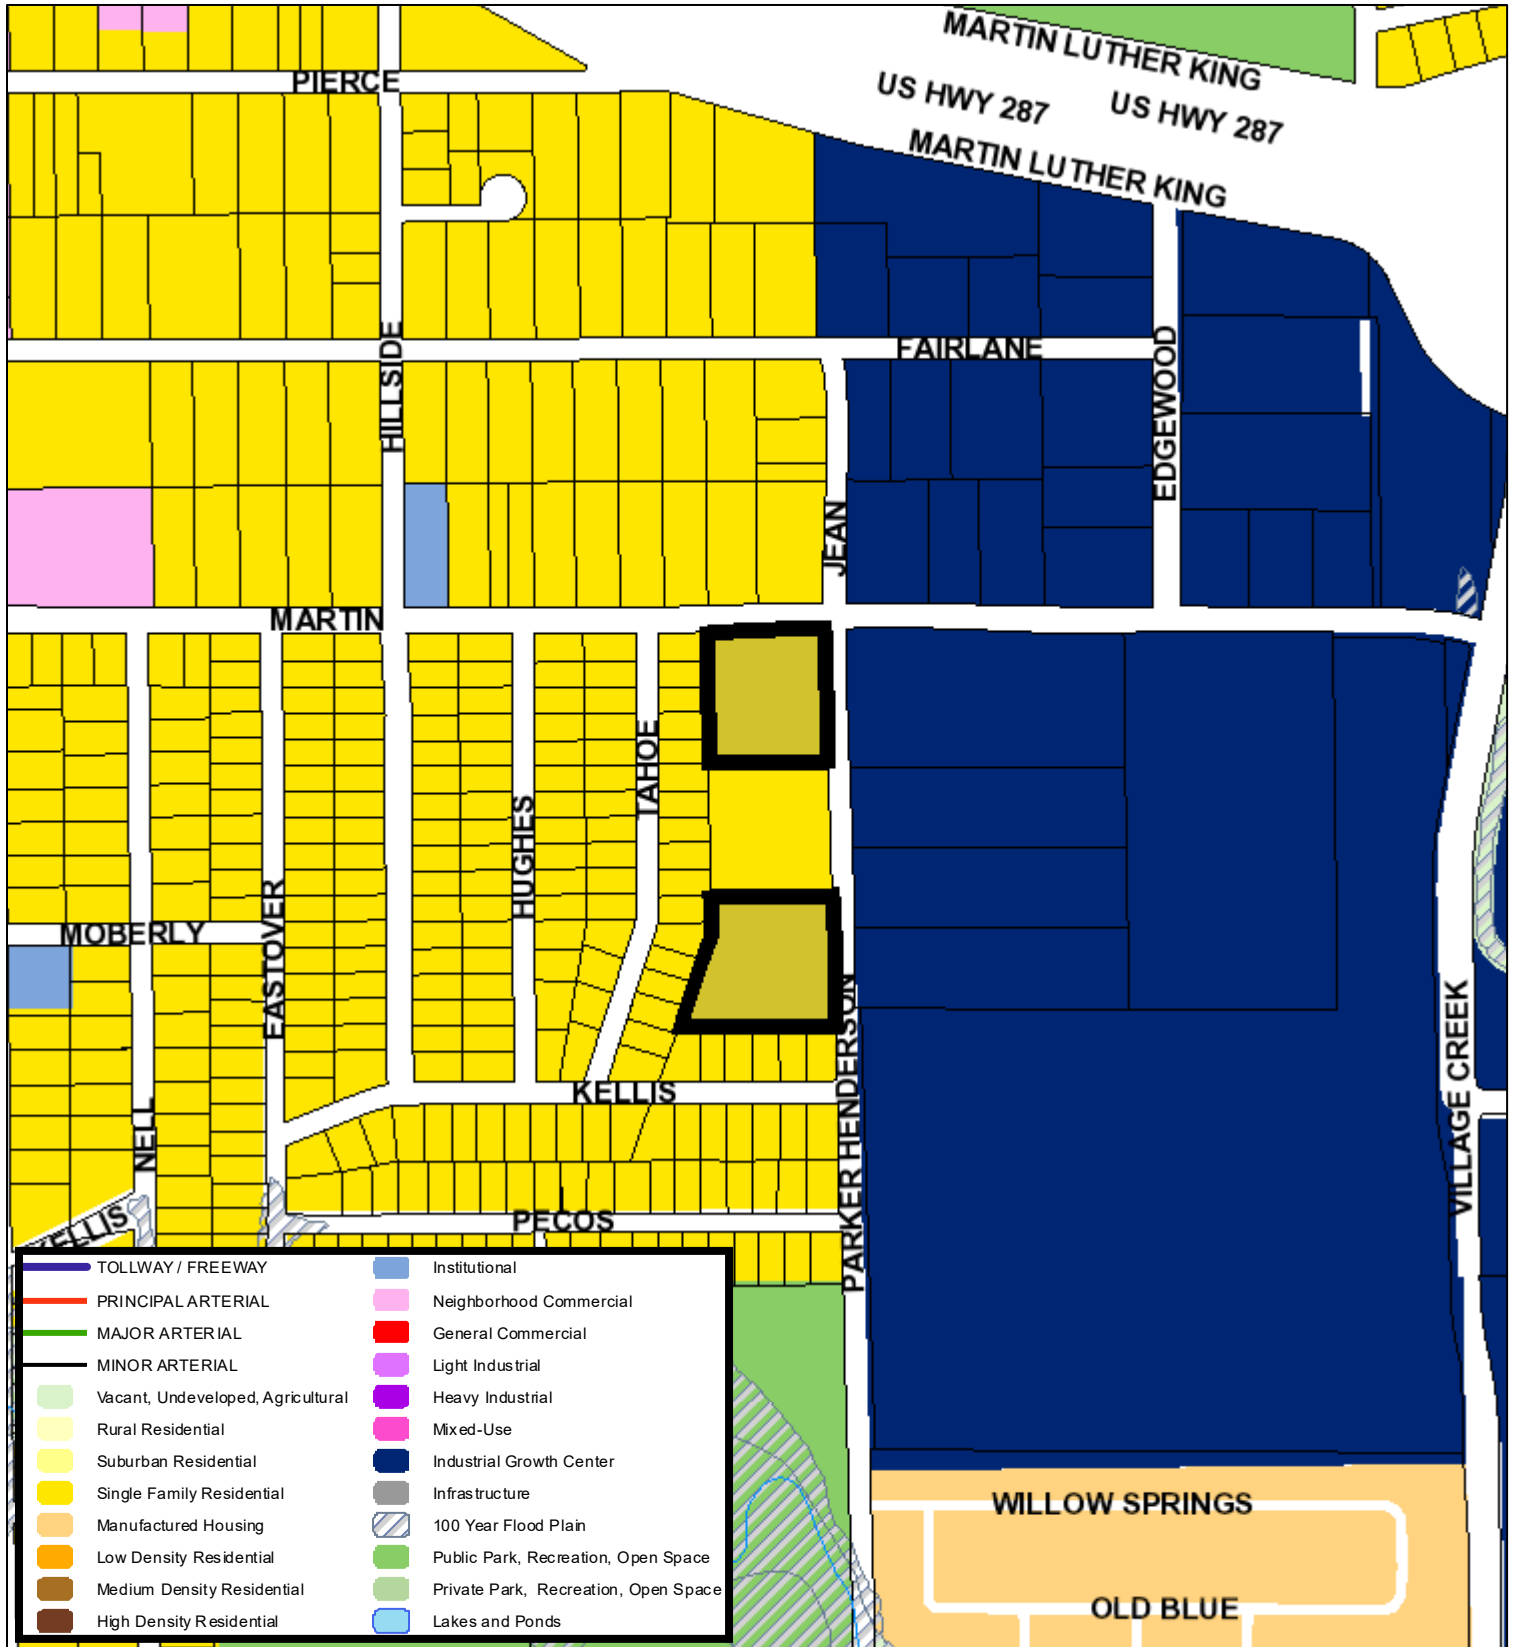 MARTIN LUTHER KING
US HWY 287
US HWY 287
PIERCE
MARTIN LUTHER KING
FAIRLANE
HILLSIDE
EDGEWOOD
JEAN
MARTIN
TAHOE
HUGHES
EASTOVER
MOBERLY
PARKER HENDERSON
VILLAGE CREEK
KELLIS
NELL
PECOS
KELLIS
TOLLWAY / FREEWAY
PRINCIPAL ARTERIAL
MAJOR ARTERIAL
MINOR ARTERIAL
Vacant, Undeveloped, Agricultural
Rural Residential
Suburban Residential
Single Family Residential
Manufactured Housing
Low Density Residential
Medium Density Residential
High Density Residential
Institutional
Neighborhood Commercial
General Commercial
Light Industrial
Heavy Industrial
Mixed-Use
Industrial Growth Center
Infrastructure
100 Year Flood Plain
Public Park, Recreation, Open Space
Private Park, Recreation, Open Space
Lakes and Ponds
WILLOW SPRINGS
OLD BLUE